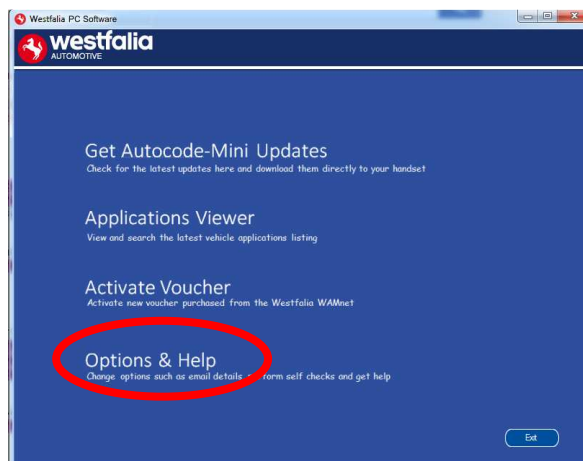 Westfalia PC Software
westfalia
AUTOMOTIVE
Get Autocode-Mini Updates
Check for the latest updates here and download them directly to your handset
Applications Viewer
View and search the latest vehicle applications listing
Activate Voucher
Activate new voucher purchased from the Westfalia WAMnet
Options & Help
Change options such as email details form self checks and get help
Exit